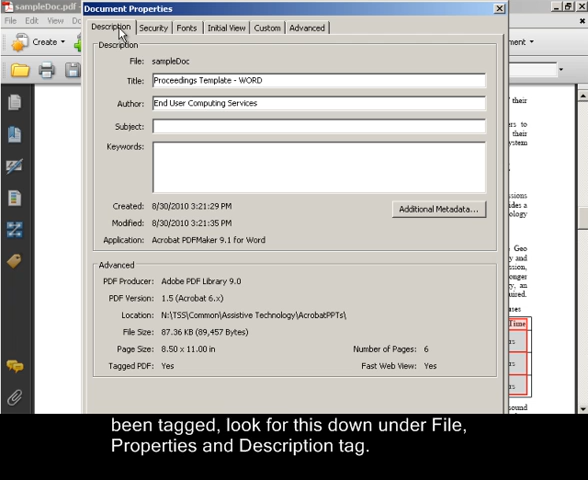 sampleDoc.pdf
Document Properties
File Edit View
Create
Description Security Fonts Initial View Custom Advanced
Description
File: sampleDoc
Title: Proceedings Template - WORD
Author: End User Computing Services
Subject:
Keywords:
Created: 8/30/2010 3:21:29 PM
Modified: 8/30/2010 3:21:35 PM
Additional Metadata...
Application: Acrobat PDFMaker 9.1 for Word
Advanced
PDF Producer: Adobe PDF Library 9.0
PDF Version: 1.5 (Acrobat 6.x)
Location: N:\TSS\Common\Assistive Technology\AcrobatPPTs\
File Size: 87.36 KB (89,457 Bytes)
Page Size: 8.50 x 11.00 in Number of Pages: 6
Tagged PDF: Yes Fast Web View: Yes
been tagged, look for this down under File,
Properties and Description tag.